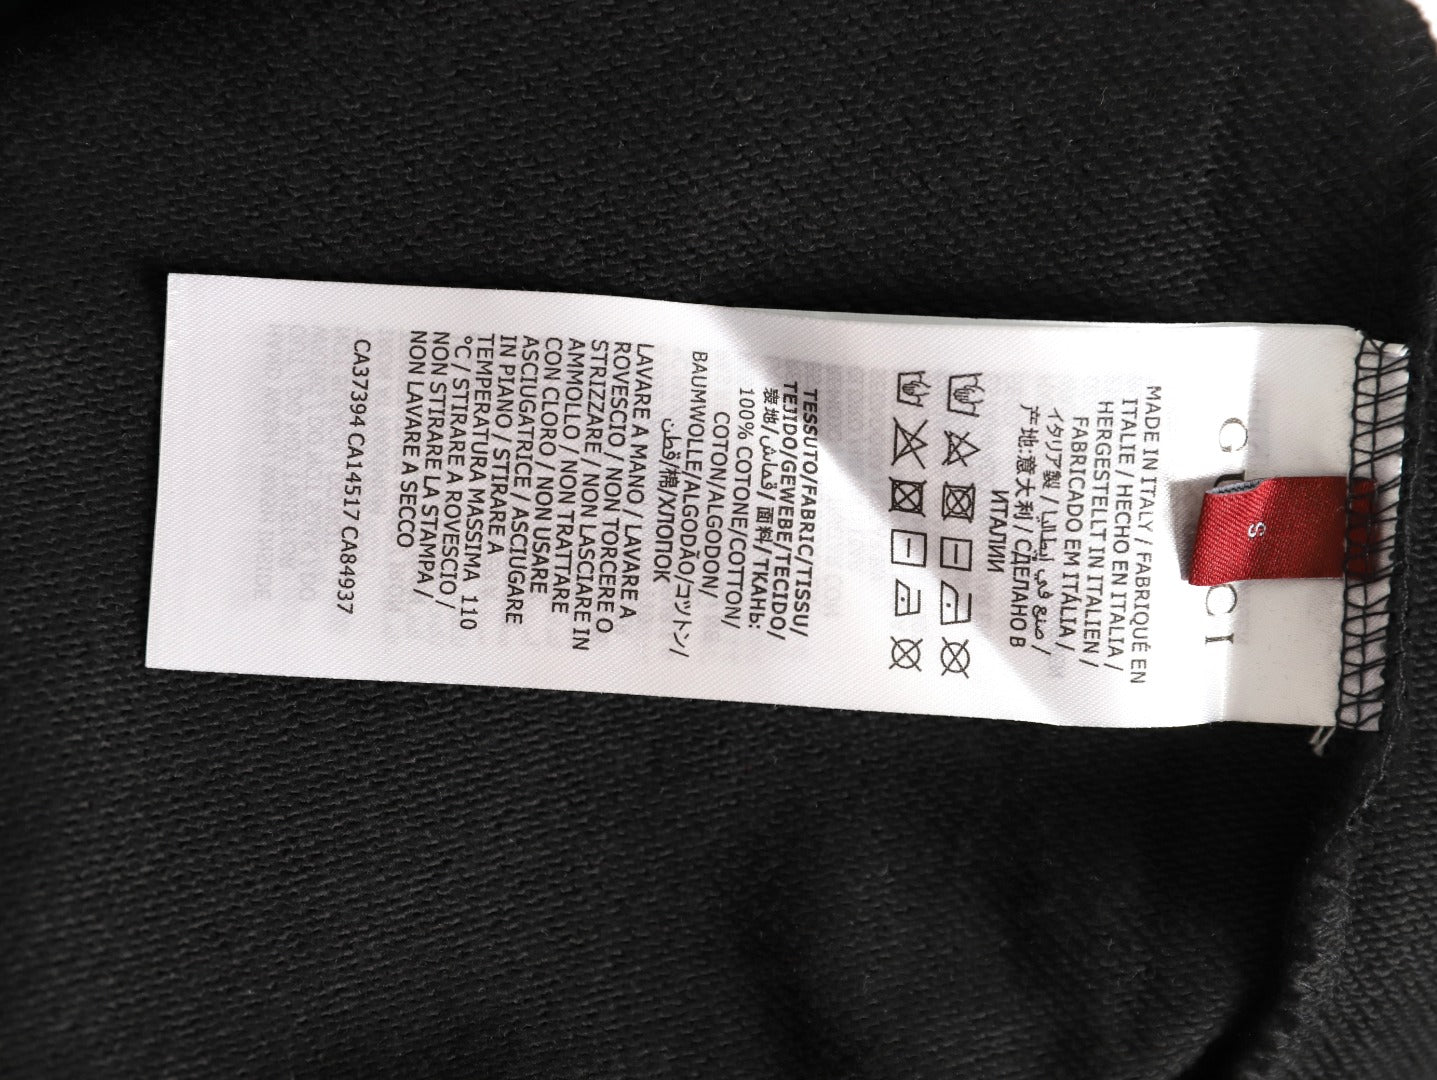 GUCCI
S
MADE IN ITALY / FABRIQUÉ EN
ITALIE / HECHO EN ITALIA /
HERGESTELLT IN ITALIEN /
FABRICADO EM ITÁLIA /
イタリア製 / صنع في إيطاليا /
产地:意大利 / СДЕЛАНО В
ИТАЛИИ
TESSUTO/FABRIC/TISSU/
TEJIDO/GEWEBE/TECIDO/
表地/قماش/ 面料/ТКАНЬ:
100% COTONE/COTTON/
COTON/ALGODON/
BAUMWOLLE/ALGODÃO/コットン/
قطن/棉/ХЛОПОК
LAVARE A MANO / LAVARE A
ROVESCIO / NON TORCERE O
STRIZZARE / NON LASCIARE IN
AMMOLLO / NON TRATTARE
CON CLORO / NON USARE
ASCIUGATRICE / ASCIUGARE
IN PIANO / STIRARE A
TEMPERATURA MASSIMA 110
°C / STIRARE A ROVESCIO /
NON STIRARE LA STAMPA /
NON LAVARE A SECCO
CA37394 CA14517 CA84937